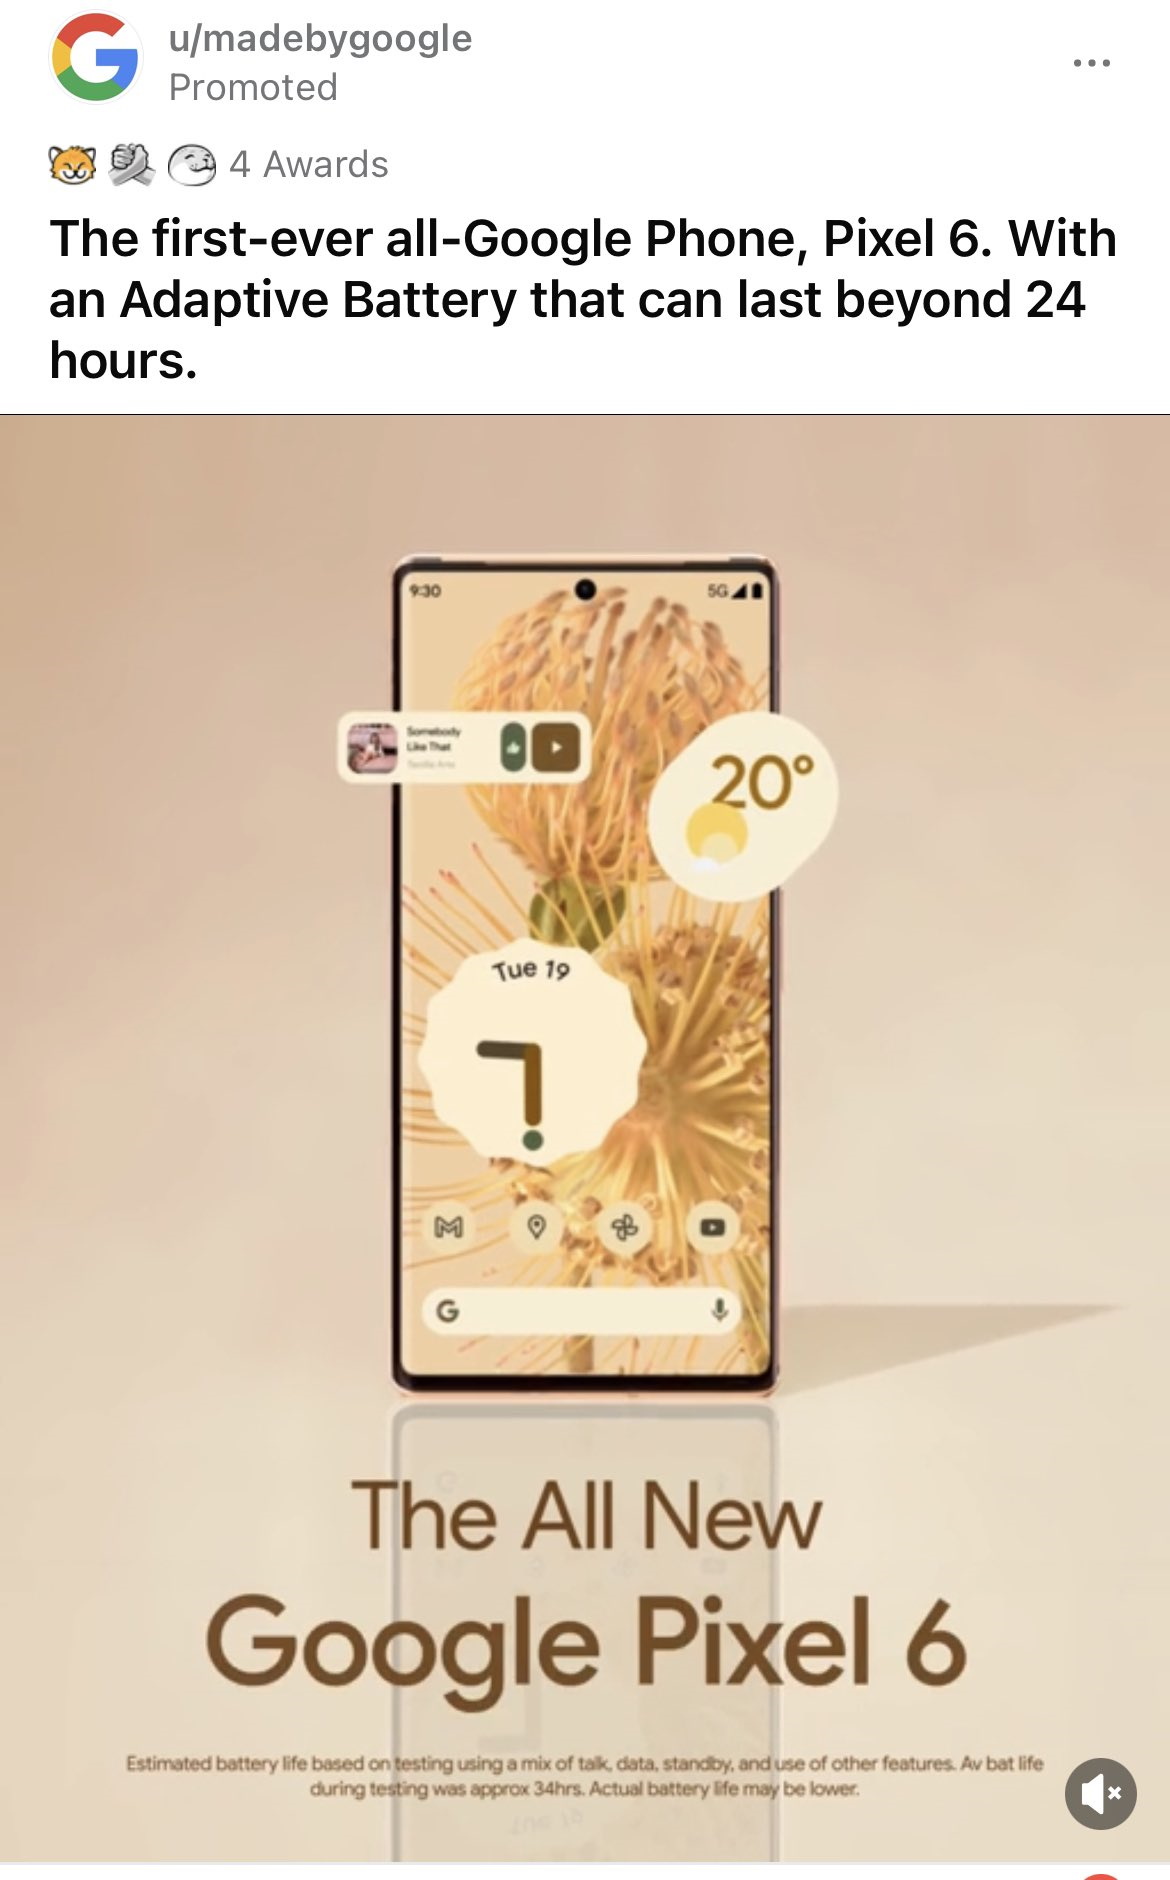 u/madebygoogle
Promoted
4 Awards
The first-ever all-Google Phone, Pixel 6. With
an Adaptive Battery that can last beyond 24
hours.
9:30
5G
Somebody
Like That
20°
Tue 19
G
The All New
Google Pixel 6
Estimated battery life based on testing using a mix of talk, data, standby, and use of other features. Av bat life
during testing was approx 34hrs. Actual battery life may be lower.